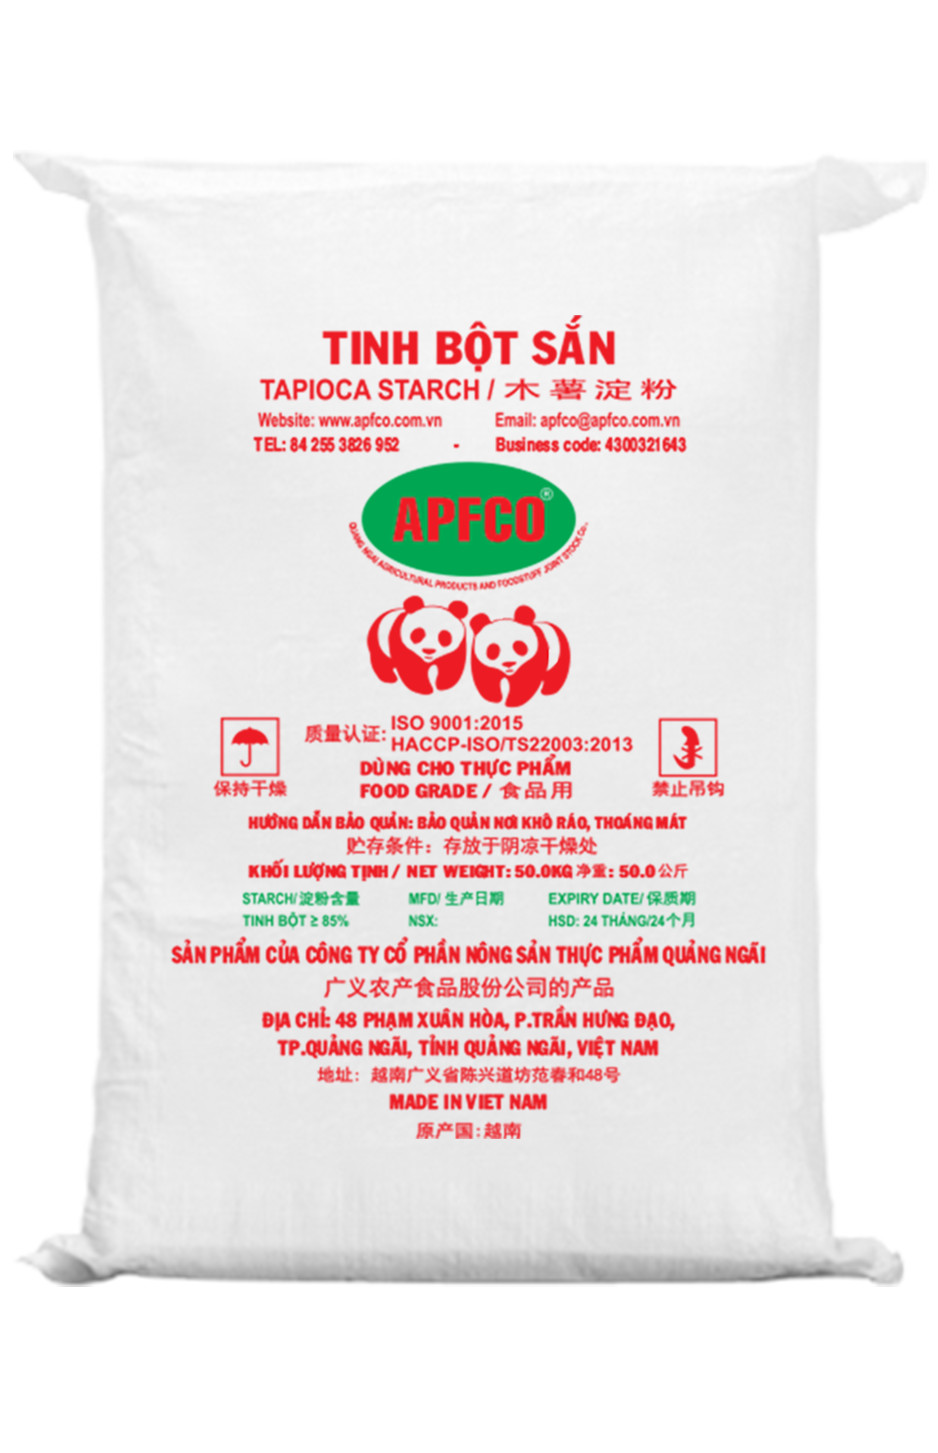 TINH BỘT SẮN
TAPIOCA STARCH / 木薯淀粉
Website: www.apfco.com.vn Email: apfco@apfco.com.vn
TEL: 84 255 3826 952 - Business code: 4300321643
APFCO®
QUANG NGAI AGRICULTURAL PRODUCTS AND FOODSTUFF JOINT STOCK Co.,
质量认证: ISO 9001:2015
HACCP-ISO/TS22003:2013
保持干燥
禁止吊钩
DÙNG CHO THỰC PHẨM
FOOD GRADE / 食品用
HƯỚNG DẪN BẢO QUẢN: BẢO QUẢN NƠI KHÔ RÁO, THOÁNG MÁT
贮存条件：存放于阴凉干燥处
KHỐI LƯỢNG TỊNH / NET WEIGHT: 50.0KG 净重: 50.0 公斤
STARCH/ 淀粉含量 MFD/ 生产日期 EXPIRY DATE/ 保质期
TINH BỘT ≥ 85% NSX: HSD: 24 THÁNG/24个月
SẢN PHẨM CỦA CÔNG TY CỔ PHẦN NÔNG SẢN THỰC PHẨM QUẢNG NGÃI
广义农产食品股份公司的产品
ĐỊA CHỈ: 48 PHẠM XUÂN HÒA, P.TRẦN HƯNG ĐẠO,
TP.QUẢNG NGÃI, TỈNH QUẢNG NGÃI, VIỆT NAM
地址：越南广义省陈兴道坊范春和48号
MADE IN VIET NAM
原产国:越南